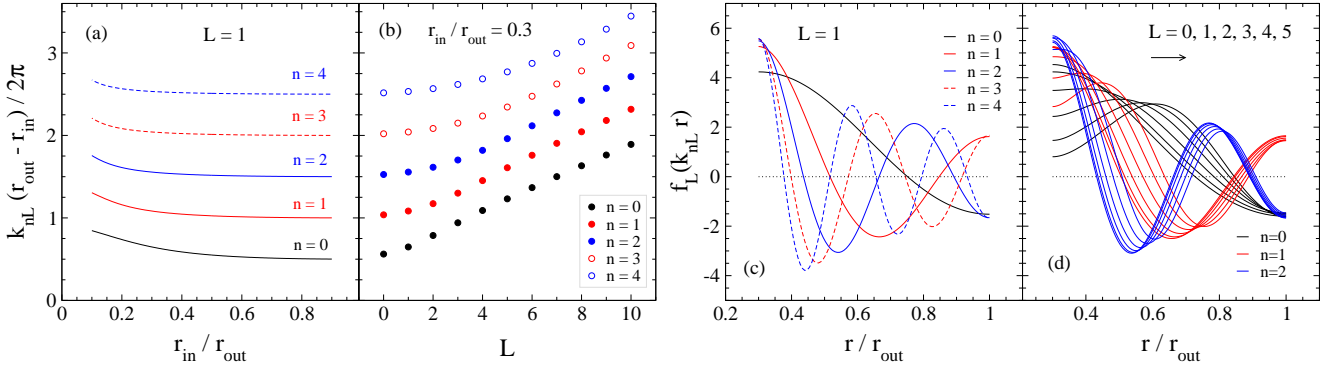 (a)
L = 1
n = 4
n = 3
n = 2
n = 1
n = 0
k_nL (r_out - r_in) / 2π
0
1
2
3
0 0.2 0.4 0.6 0.8
r_in / r_out
(b)
r_in / r_out = 0.3
n = 0
n = 1
n = 2
n = 3
n = 4
0 2 4 6 8 10
L
f_L(k_nL r)
6
4
2
0
-2
-4
L = 1
n = 0
n = 1
n = 2
n = 3
n = 4
(c)
0.2 0.4 0.6 0.8 1
r / r_out
L = 0, 1, 2, 3, 4, 5
n=0
n=1
n=2
(d)
0.4 0.6 0.8 1
r / r_out